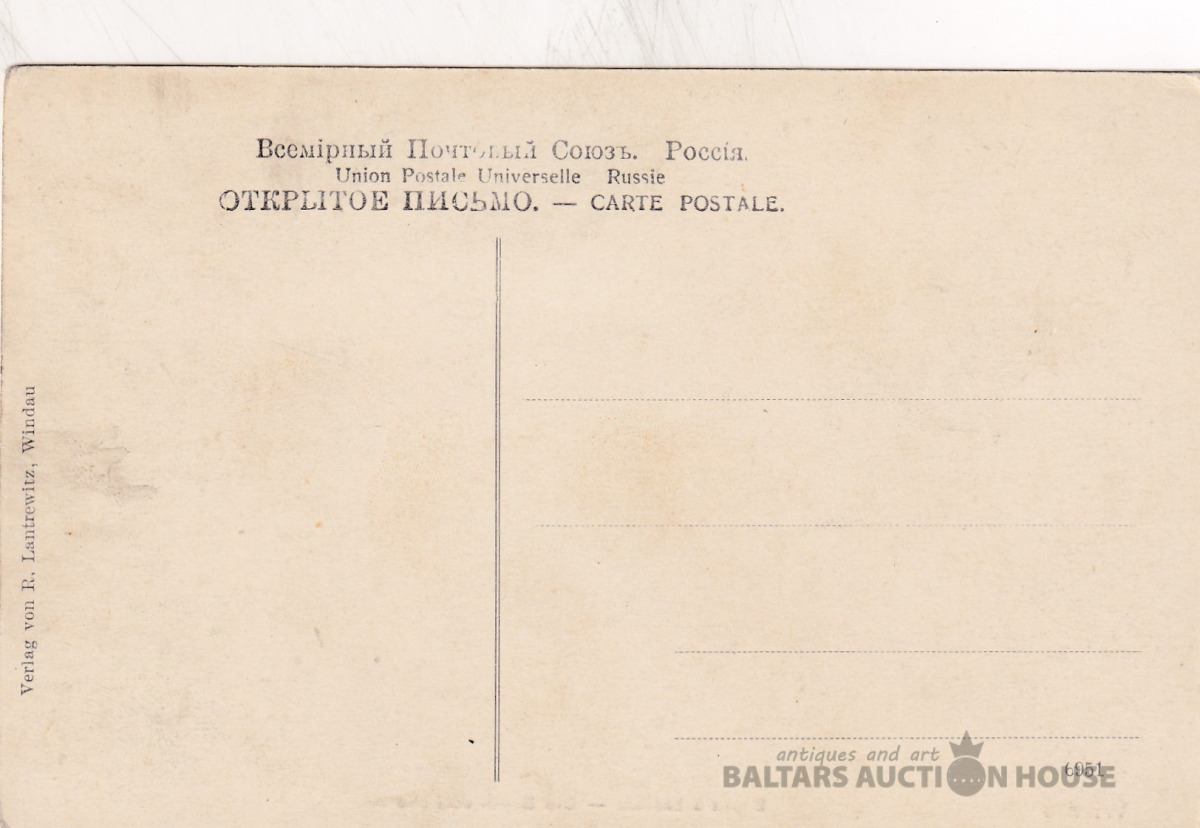 Всемірный Почтовый Союзъ. Россія.
Union Postale Universelle Russie
ОТКРЫТОЕ ПИСЬМО. — CARTE POSTALE.
Verlag von R. Lantrewitz, Windau
antiques and art
BALTARS AUCTION HOUSE
6951